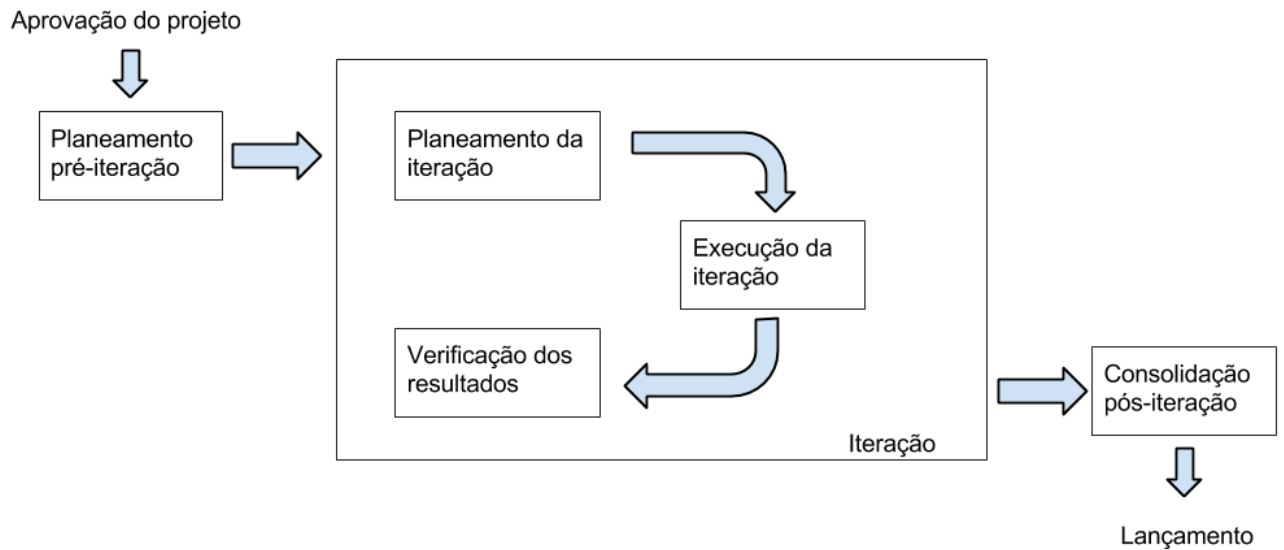 Aprovação do projeto
Planeamento
pré-iteração
Planeamento da
iteração
Execução da
iteração
Verificação dos
resultados
Iteração
Consolidação
pós-iteração
Lançamento